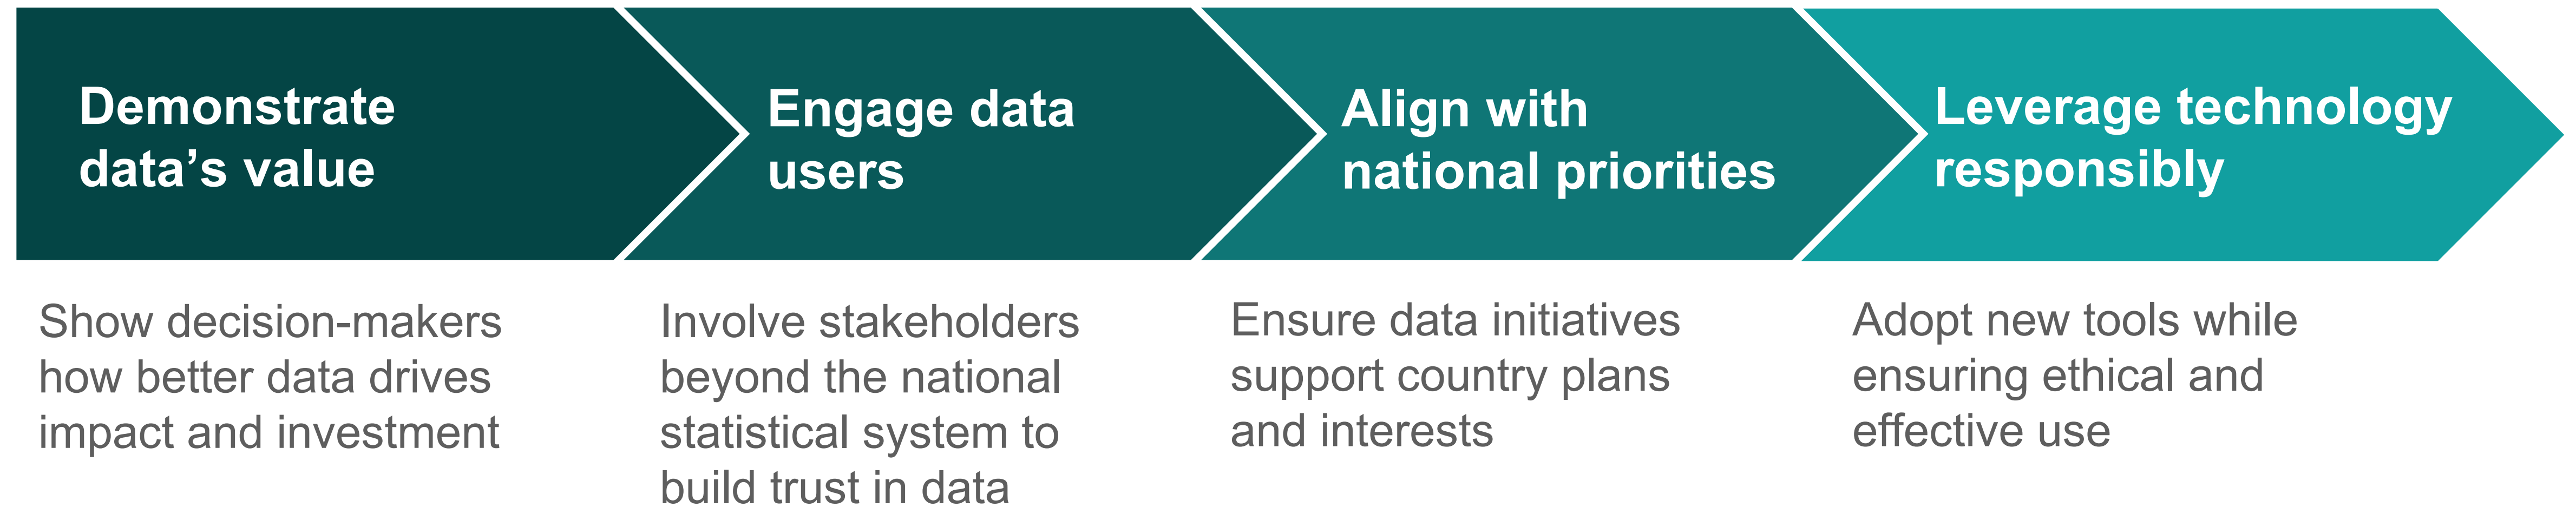 Demonstrate
data’s value
Engage data
users
Align with
national priorities
Leverage technology
responsibly
Show decision-makers
how better data drives
impact and investment
Involve stakeholders
beyond the national
statistical system to
build trust in data
Ensure data initiatives
support country plans
and interests
Adopt new tools while
ensuring ethical and
effective use